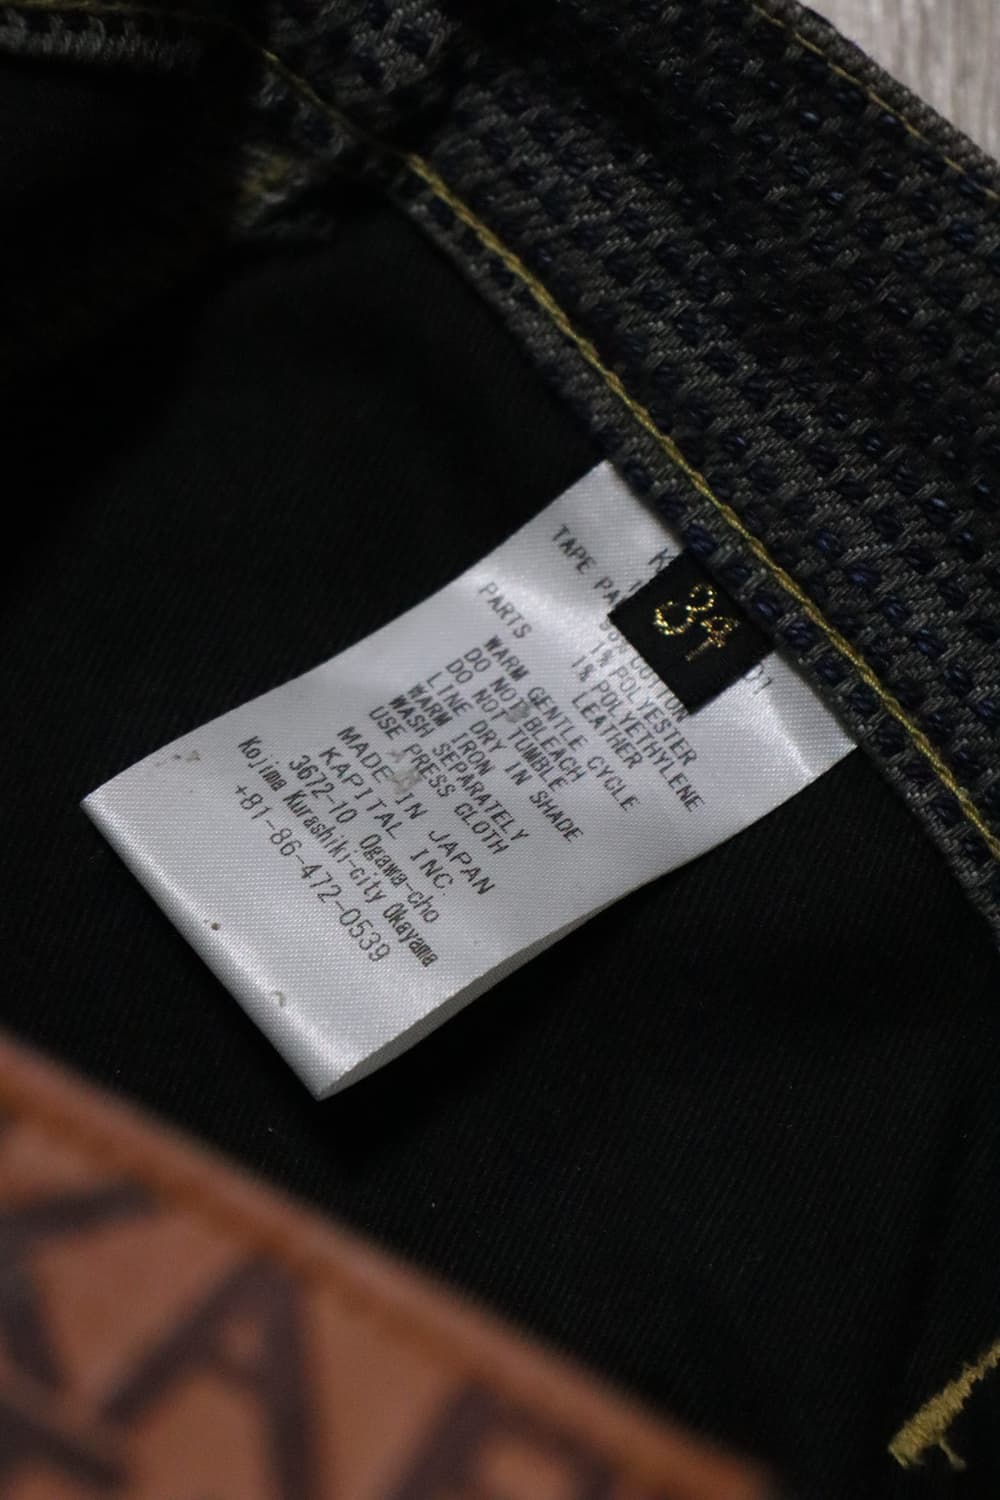 34
TAPE
PARTS
1% POLYESTER
1% POLYETHYLENE
LEATHER
WARM GENTLE CYCLE
DO NOT BLEACH
DO NOT TUMBLE
LINE DRY IN SHADE
WARM IRON
WASH SEPARATELY
USE PRESS CLOTH
MADE IN JAPAN
KAPITAL INC.
3672-10 Ogawa-cho
Kojima Kurashiki-city Okayama
+81-86-472-0539